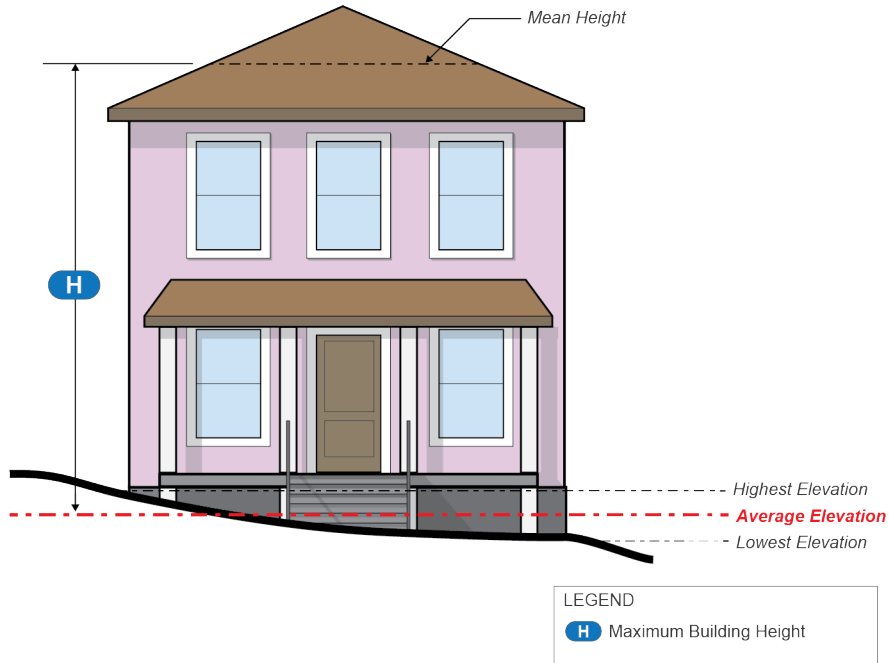 Mean Height
H
Highest Elevation
Average Elevation
Lowest Elevation
LEGEND
H Maximum Building Height